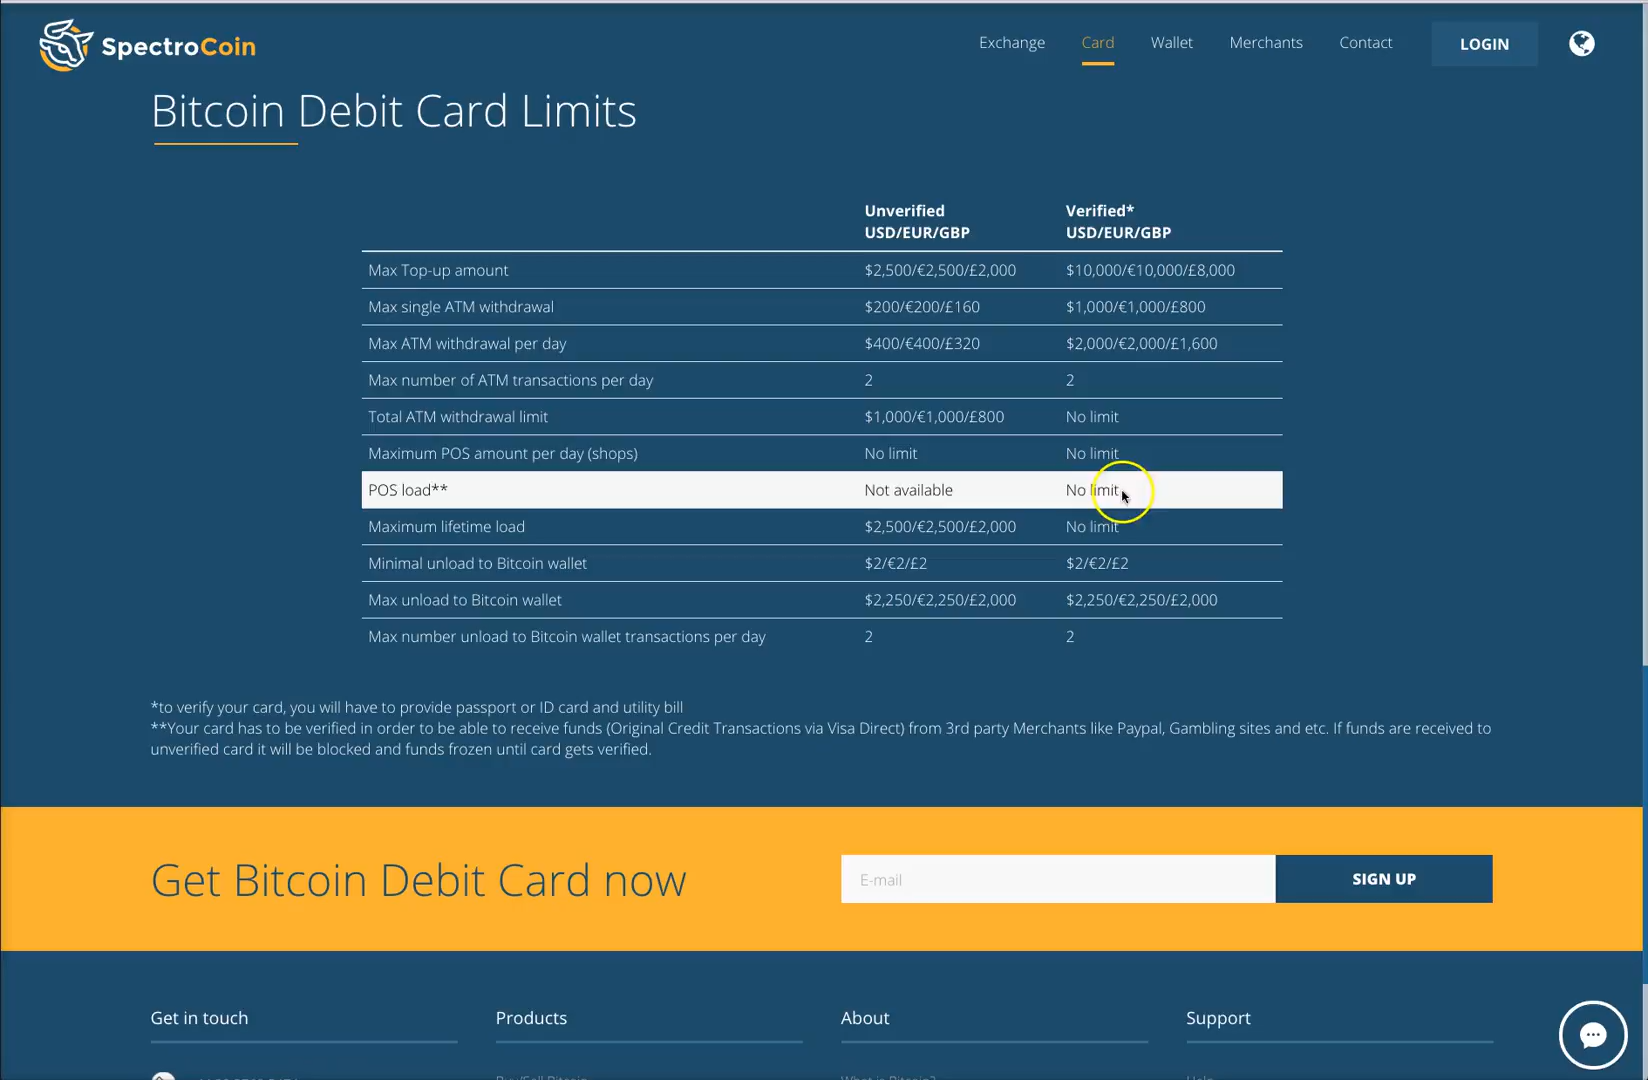 SpectroCoin
Exchange Card Wallet Merchants Contact LOGIN
Bitcoin Debit Card Limits
Unverified Verified*
USD/EUR/GBP USD/EUR/GBP
Max Top-up amount $2,500/€2,500/£2,000 $10,000/€10,000/£8,000
Max single ATM withdrawal $200/€200/£160 $1,000/€1,000/£800
Max ATM withdrawal per day $400/€400/£320 $2,000/€2,000/£1,600
Max number of ATM transactions per day 2 2
Total ATM withdrawal limit $1,000/€1,000/£800 No limit
Maximum POS amount per day (shops) No limit No limit
POS load** Not available No limit
Maximum lifetime load $2,500/€2,500/£2,000 No limit
Minimal unload to Bitcoin wallet $2/€2/£2 $2/€2/£2
Max unload to Bitcoin wallet $2,250/€2,250/£2,000 $2,250/€2,250/£2,000
Max number unload to Bitcoin wallet transactions per day 2 2
*to verify your card, you will have to provide passport or ID card and utility bill
**Your card has to be verified in order to be able to receive funds (Original Credit Transactions via Visa Direct) from 3rd party Merchants like Paypal, Gambling sites and etc. If funds are received to
unverified card it will be blocked and funds frozen until card gets verified.
Get Bitcoin Debit Card now E-mail SIGN UP
Get in touch Products About Support
Buy/Sell Bitcoin What is Bitcoin? Help